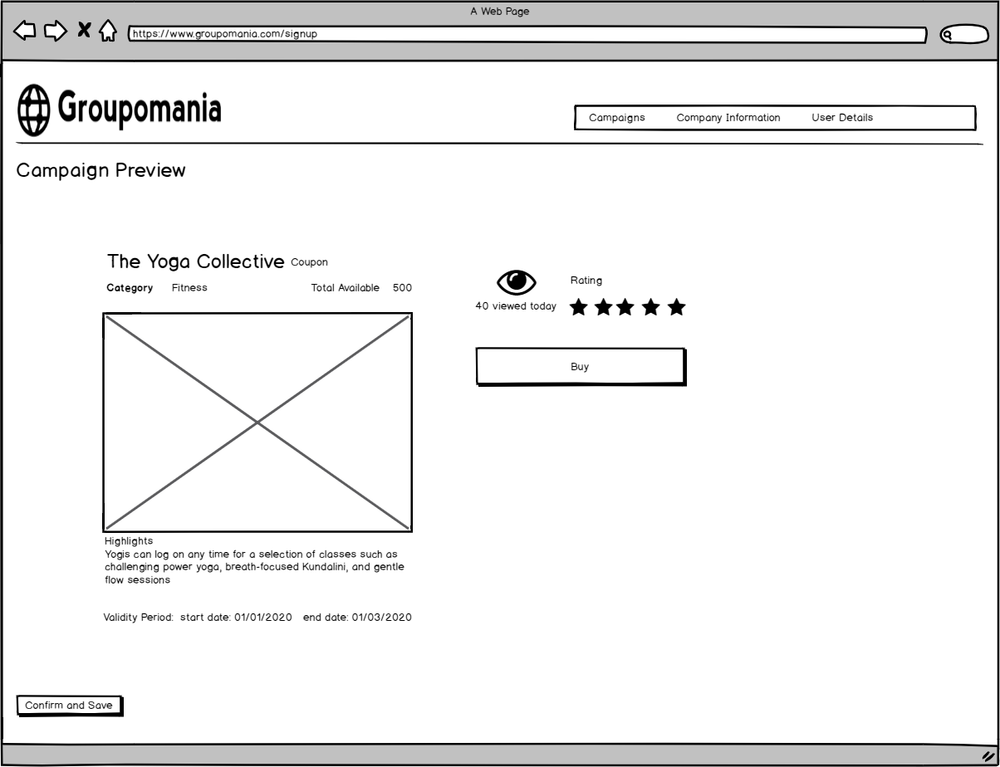 A Web Page
https://www.groupomania.com/signup
Groupomania
Campaigns Company Information User Details
Campaign Preview
The Yoga Collective Coupon
Category Fitness Total Available 500
Rating
40 viewed today
Buy
Highlights
Yogis can log on any time for a selection of classes such as
challenging power yoga, breath-focused Kundalini, and gentle
flow sessions
Validity Period: start date: 01/01/2020 end date: 01/03/2020
Confirm and Save